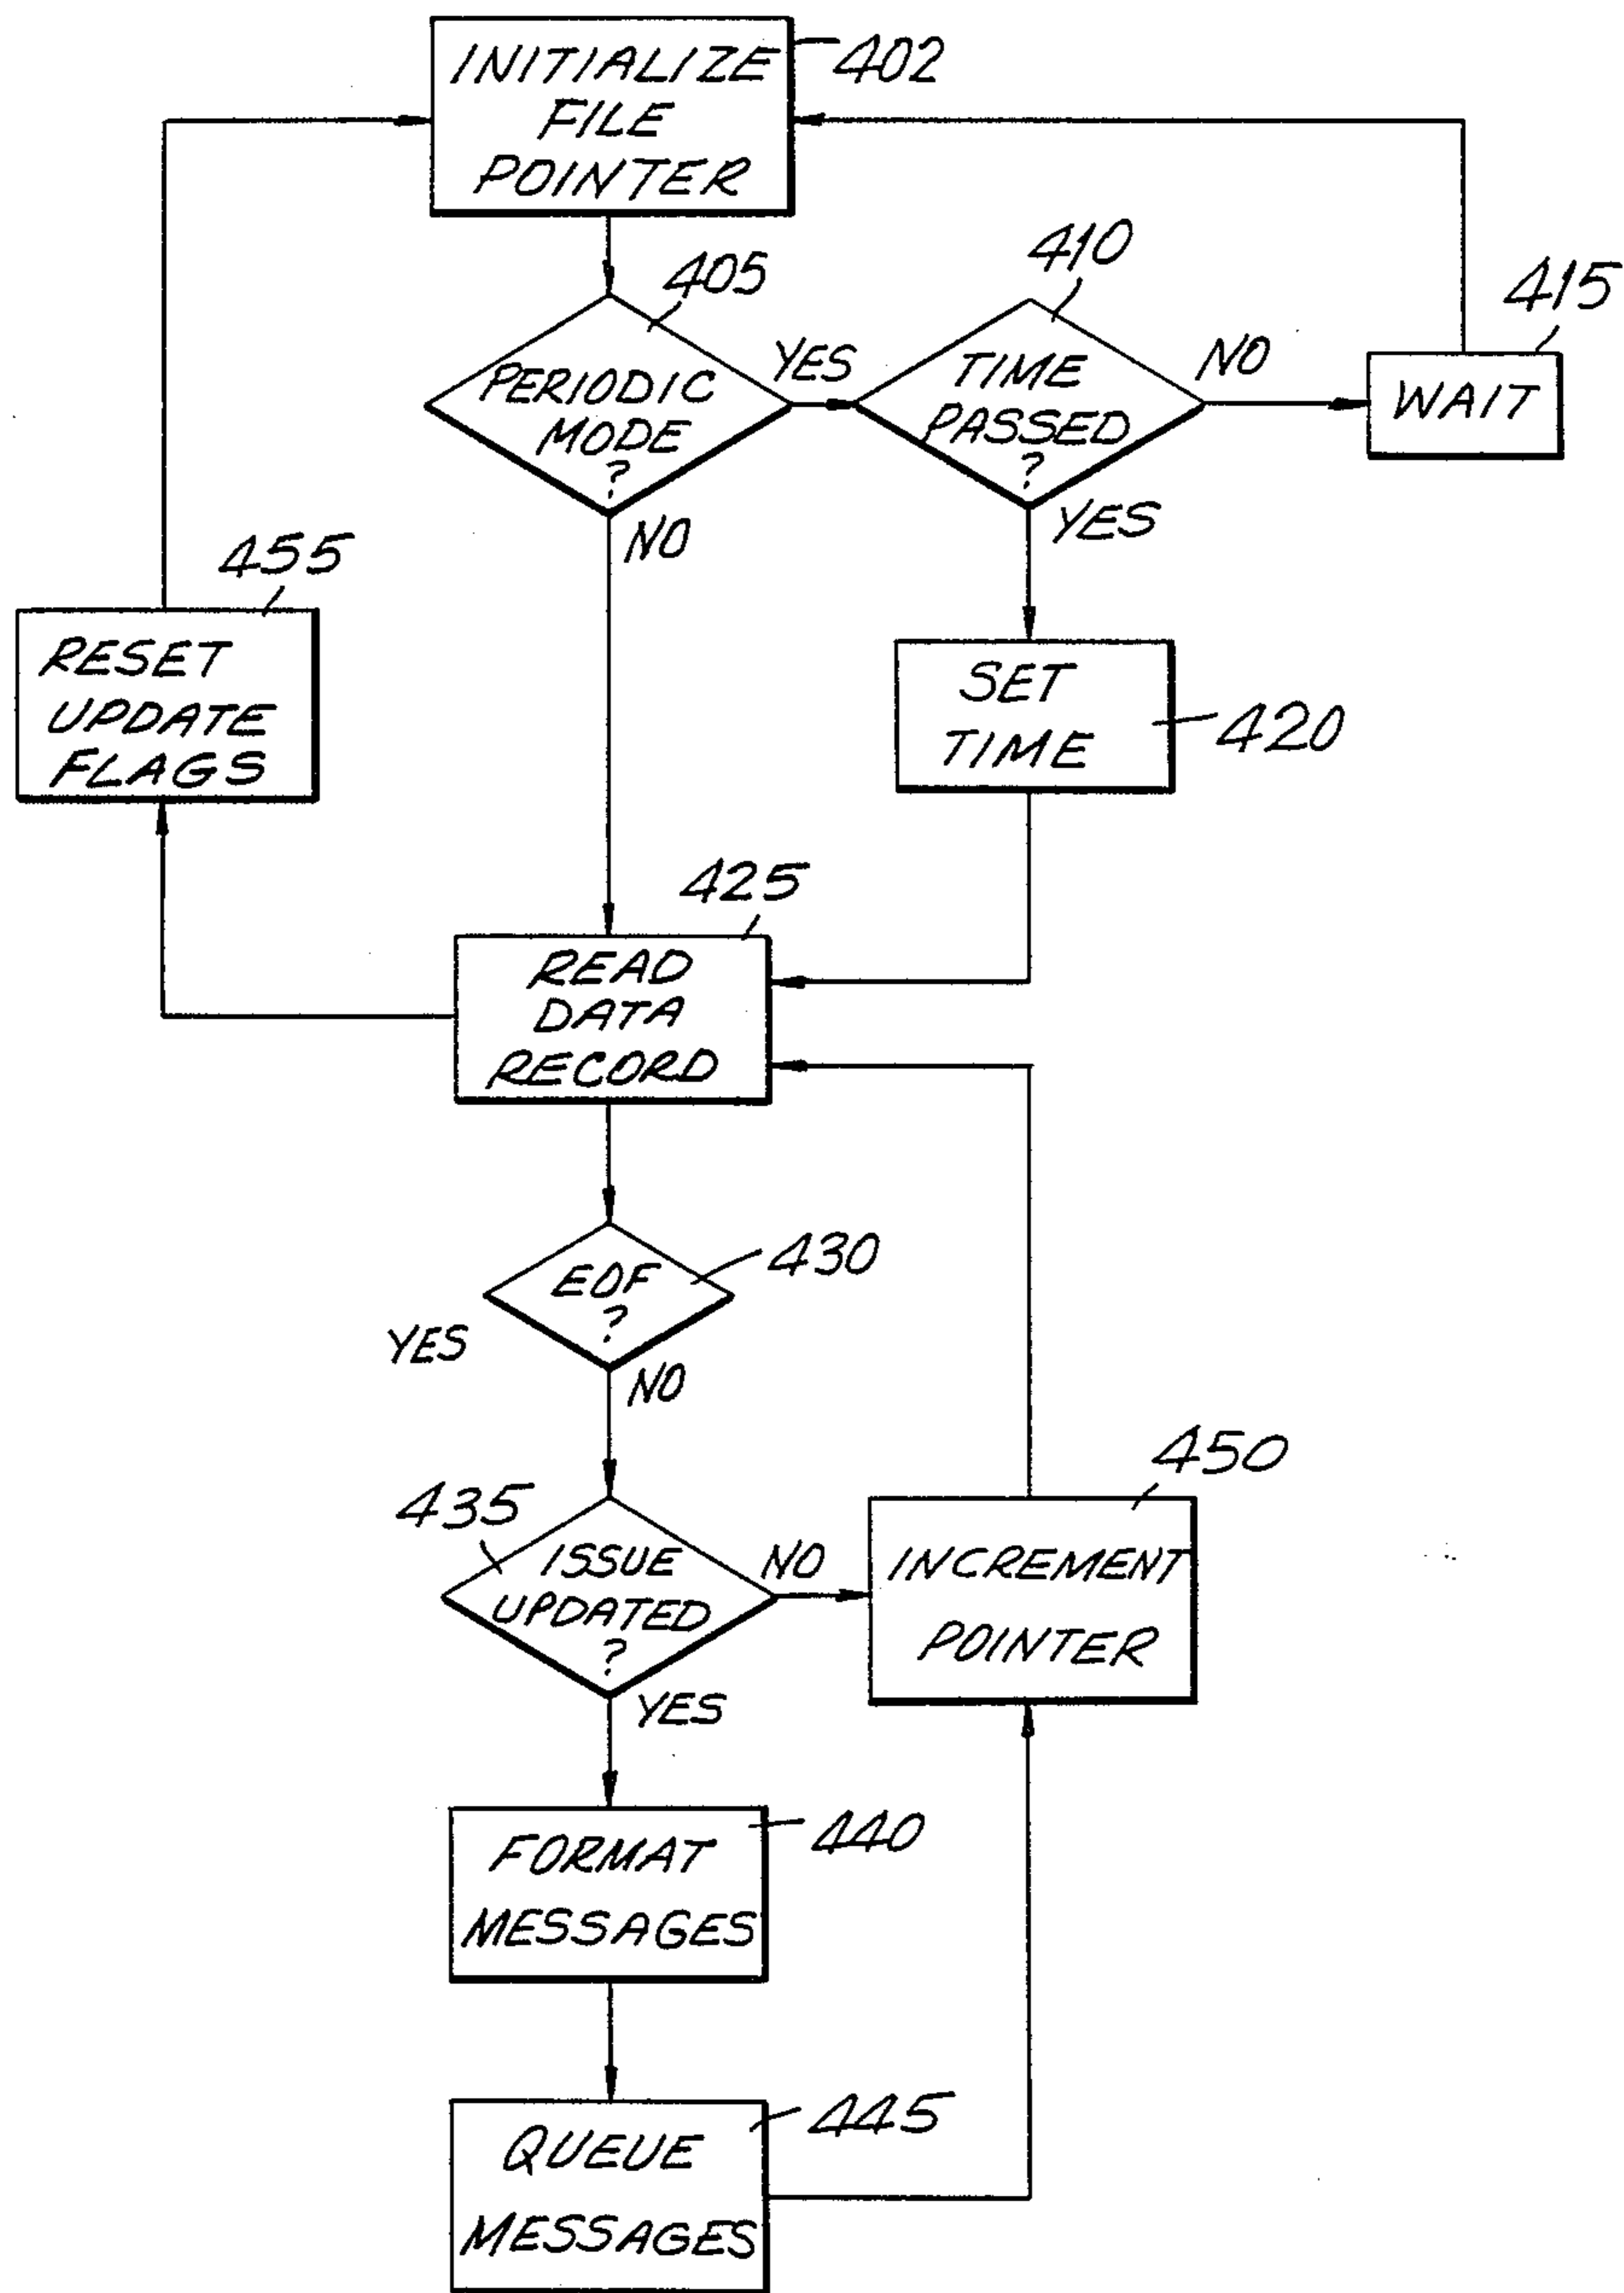 INITIALIZE
FILE
POINTER
402
405
PERIODIC
MODE
?
YES
NO
410
TIME
PASSED
?
NO
YES
415
WAIT
455
RESET
UPDATE
FLAGS
SET
TIME
420
425
READ
DATA
RECORD
EOF
?
430
YES
NO
435
ISSUE
UPDATED
?
NO
YES
450
INCREMENT
POINTER
FORMAT
MESSAGES
440
QUEUE
MESSAGES
445